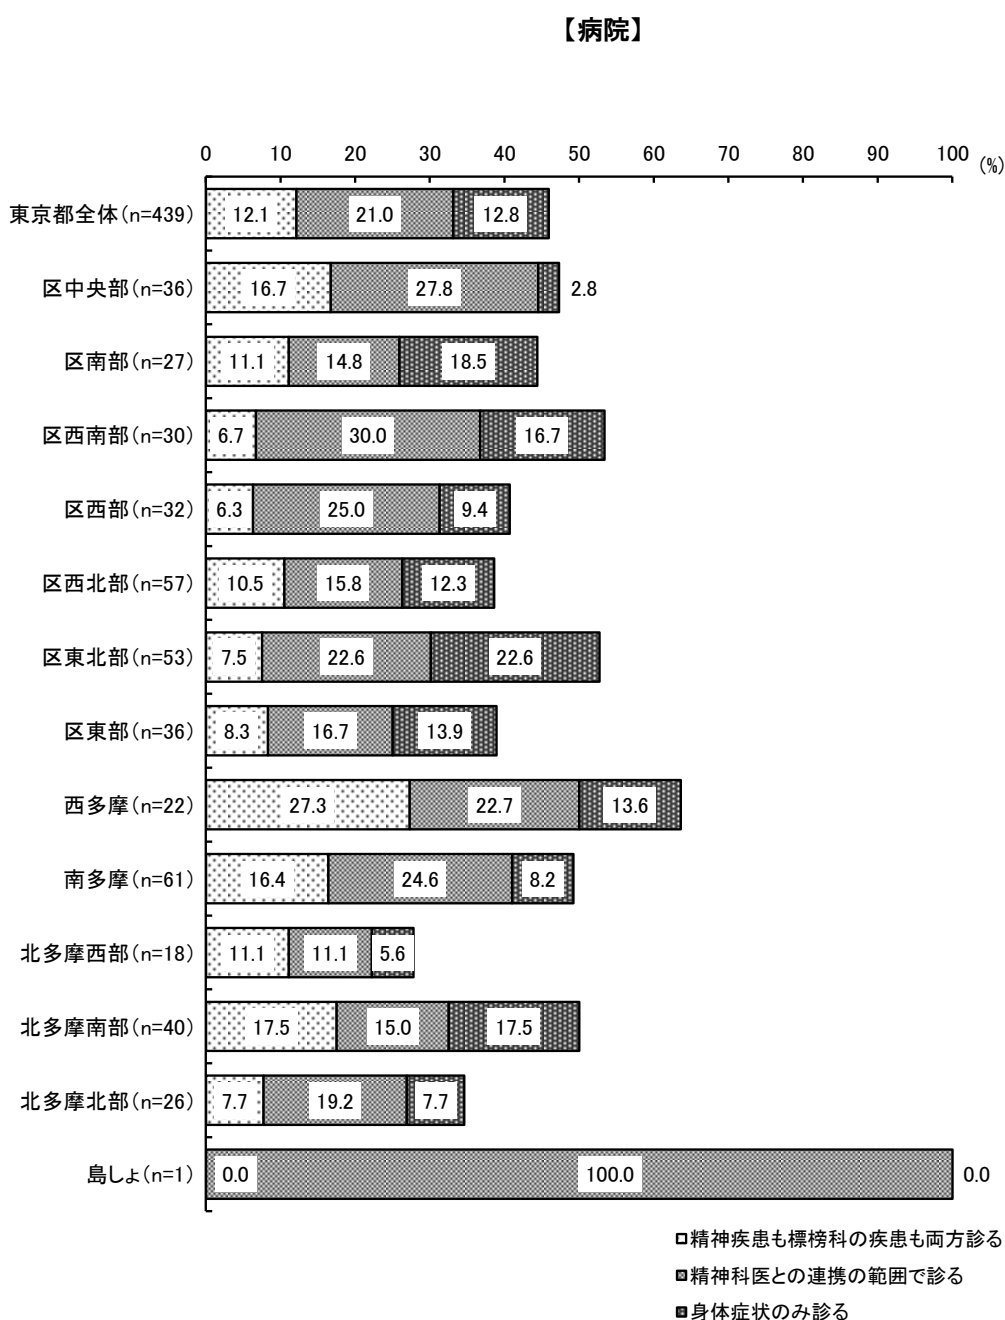 【病院】
0 10 20 30 40 50 60 70 80 90 100 (%)
東京都全体(n=439) 12.1 21.0 12.8
区中央部(n=36) 16.7 27.8 2.8
区南部(n=27) 11.1 14.8 18.5
区西南部(n=30) 6.7 30.0 16.7
区西部(n=32) 6.3 25.0 9.4
区西北部(n=57) 10.5 15.8 12.3
区東北部(n=53) 7.5 22.6 22.6
区東部(n=36) 8.3 16.7 13.9
西多摩(n=22) 27.3 22.7 13.6
南多摩(n=61) 16.4 24.6 8.2
北多摩西部(n=18) 11.1 11.1 5.6
北多摩南部(n=40) 17.5 15.0 17.5
北多摩北部(n=26) 7.7 19.2 7.7
島しょ(n=1) 0.0 100.0 0.0
精神疾患も標榜科の疾患も両方診る
精神科医との連携の範囲で診る
身体症状のみ診る